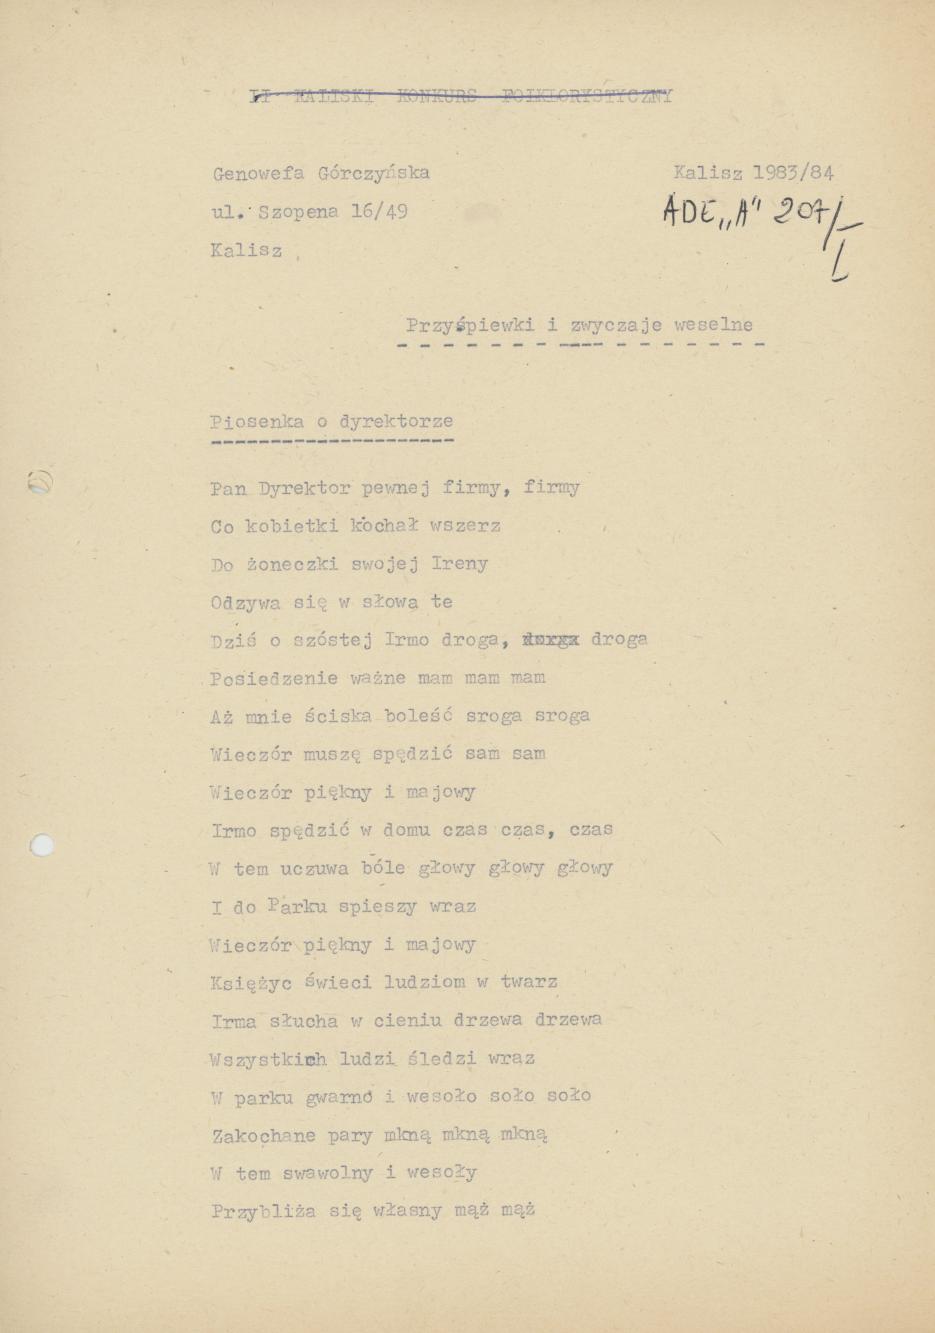 II KALISKI KONKURS FOLKLORYSTYCZNY
Genowefa Górczyńska Kalisz 1983/84
ul. Szopena 16/49 ADE„A" 207/I
Kalisz
Przyśpiewki i zwyczaje weselne
Piosenka o dyrektorze
Pan Dyrektor pewnej firmy, firmy
Co kobietki kochał wszerz
Do żoneczki swojej Ireny
Odzywa się w słowa te
Dziś o szóstej Irmo droga, droga
Posiedzenie ważne mam mam mam
Aż mnie ściska boleść sroga sroga
Wieczór muszę spędzić sam sam
Wieczór piękny i majowy
Irmo spędzić w domu czas czas, czas
W tem uczuwa bóle głowy głowy głowy
I do Parku spieszy wraz
Wieczór piękny i majowy
Księżyc świeci ludziom w twarz
Irma słucha w cieniu drzewa drzewa
Wszystkich ludzi śledzi wraz
W parku gwarno i wesoło soło soło
Zakochane pary mkną mkną mkną
W tem swawolny i wesoły
Przybliża się własny mąż mąż